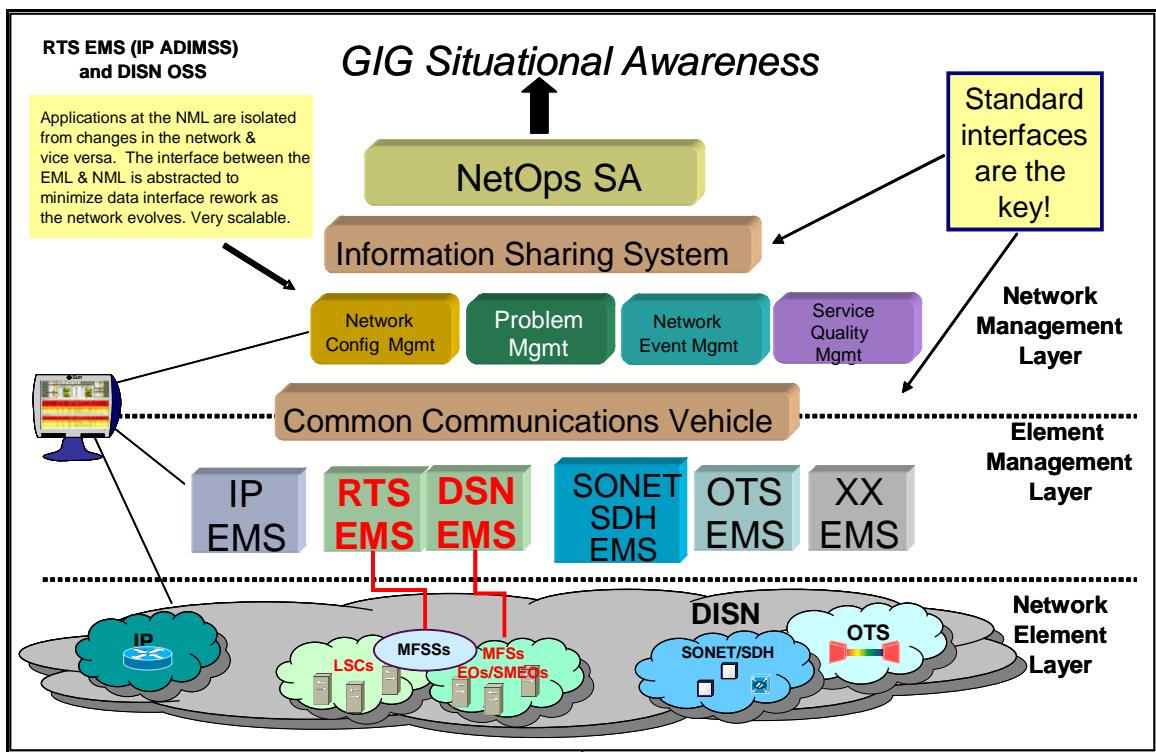 RTS EMS (IP ADIMSS)
and DISN OSS
GIG Situational Awareness
Applications at the NML are isolated
from changes in the network &
vice versa. The interface between the
EML & NML is abstracted to
minimize data interface rework as
the network evolves. Very scalable.
Standard
interfaces
are the
key!
NetOps SA
Information Sharing System
Network
Config Mgmt
Problem
Mgmt
Network
Event Mgmt
Service
Quality
Mgmt
Network
Management
Layer
Sun
Common Communications Vehicle
Element
Management
Layer
IP
EMS
RTS
EMS
DSN
EMS
SONET
SDH
EMS
OTS
EMS
XX
EMS
Network
Element
Layer
DISN
IP
LSCs
MFSSs
MFSs
EOs/SMEOs
SONET/SDH
OTS